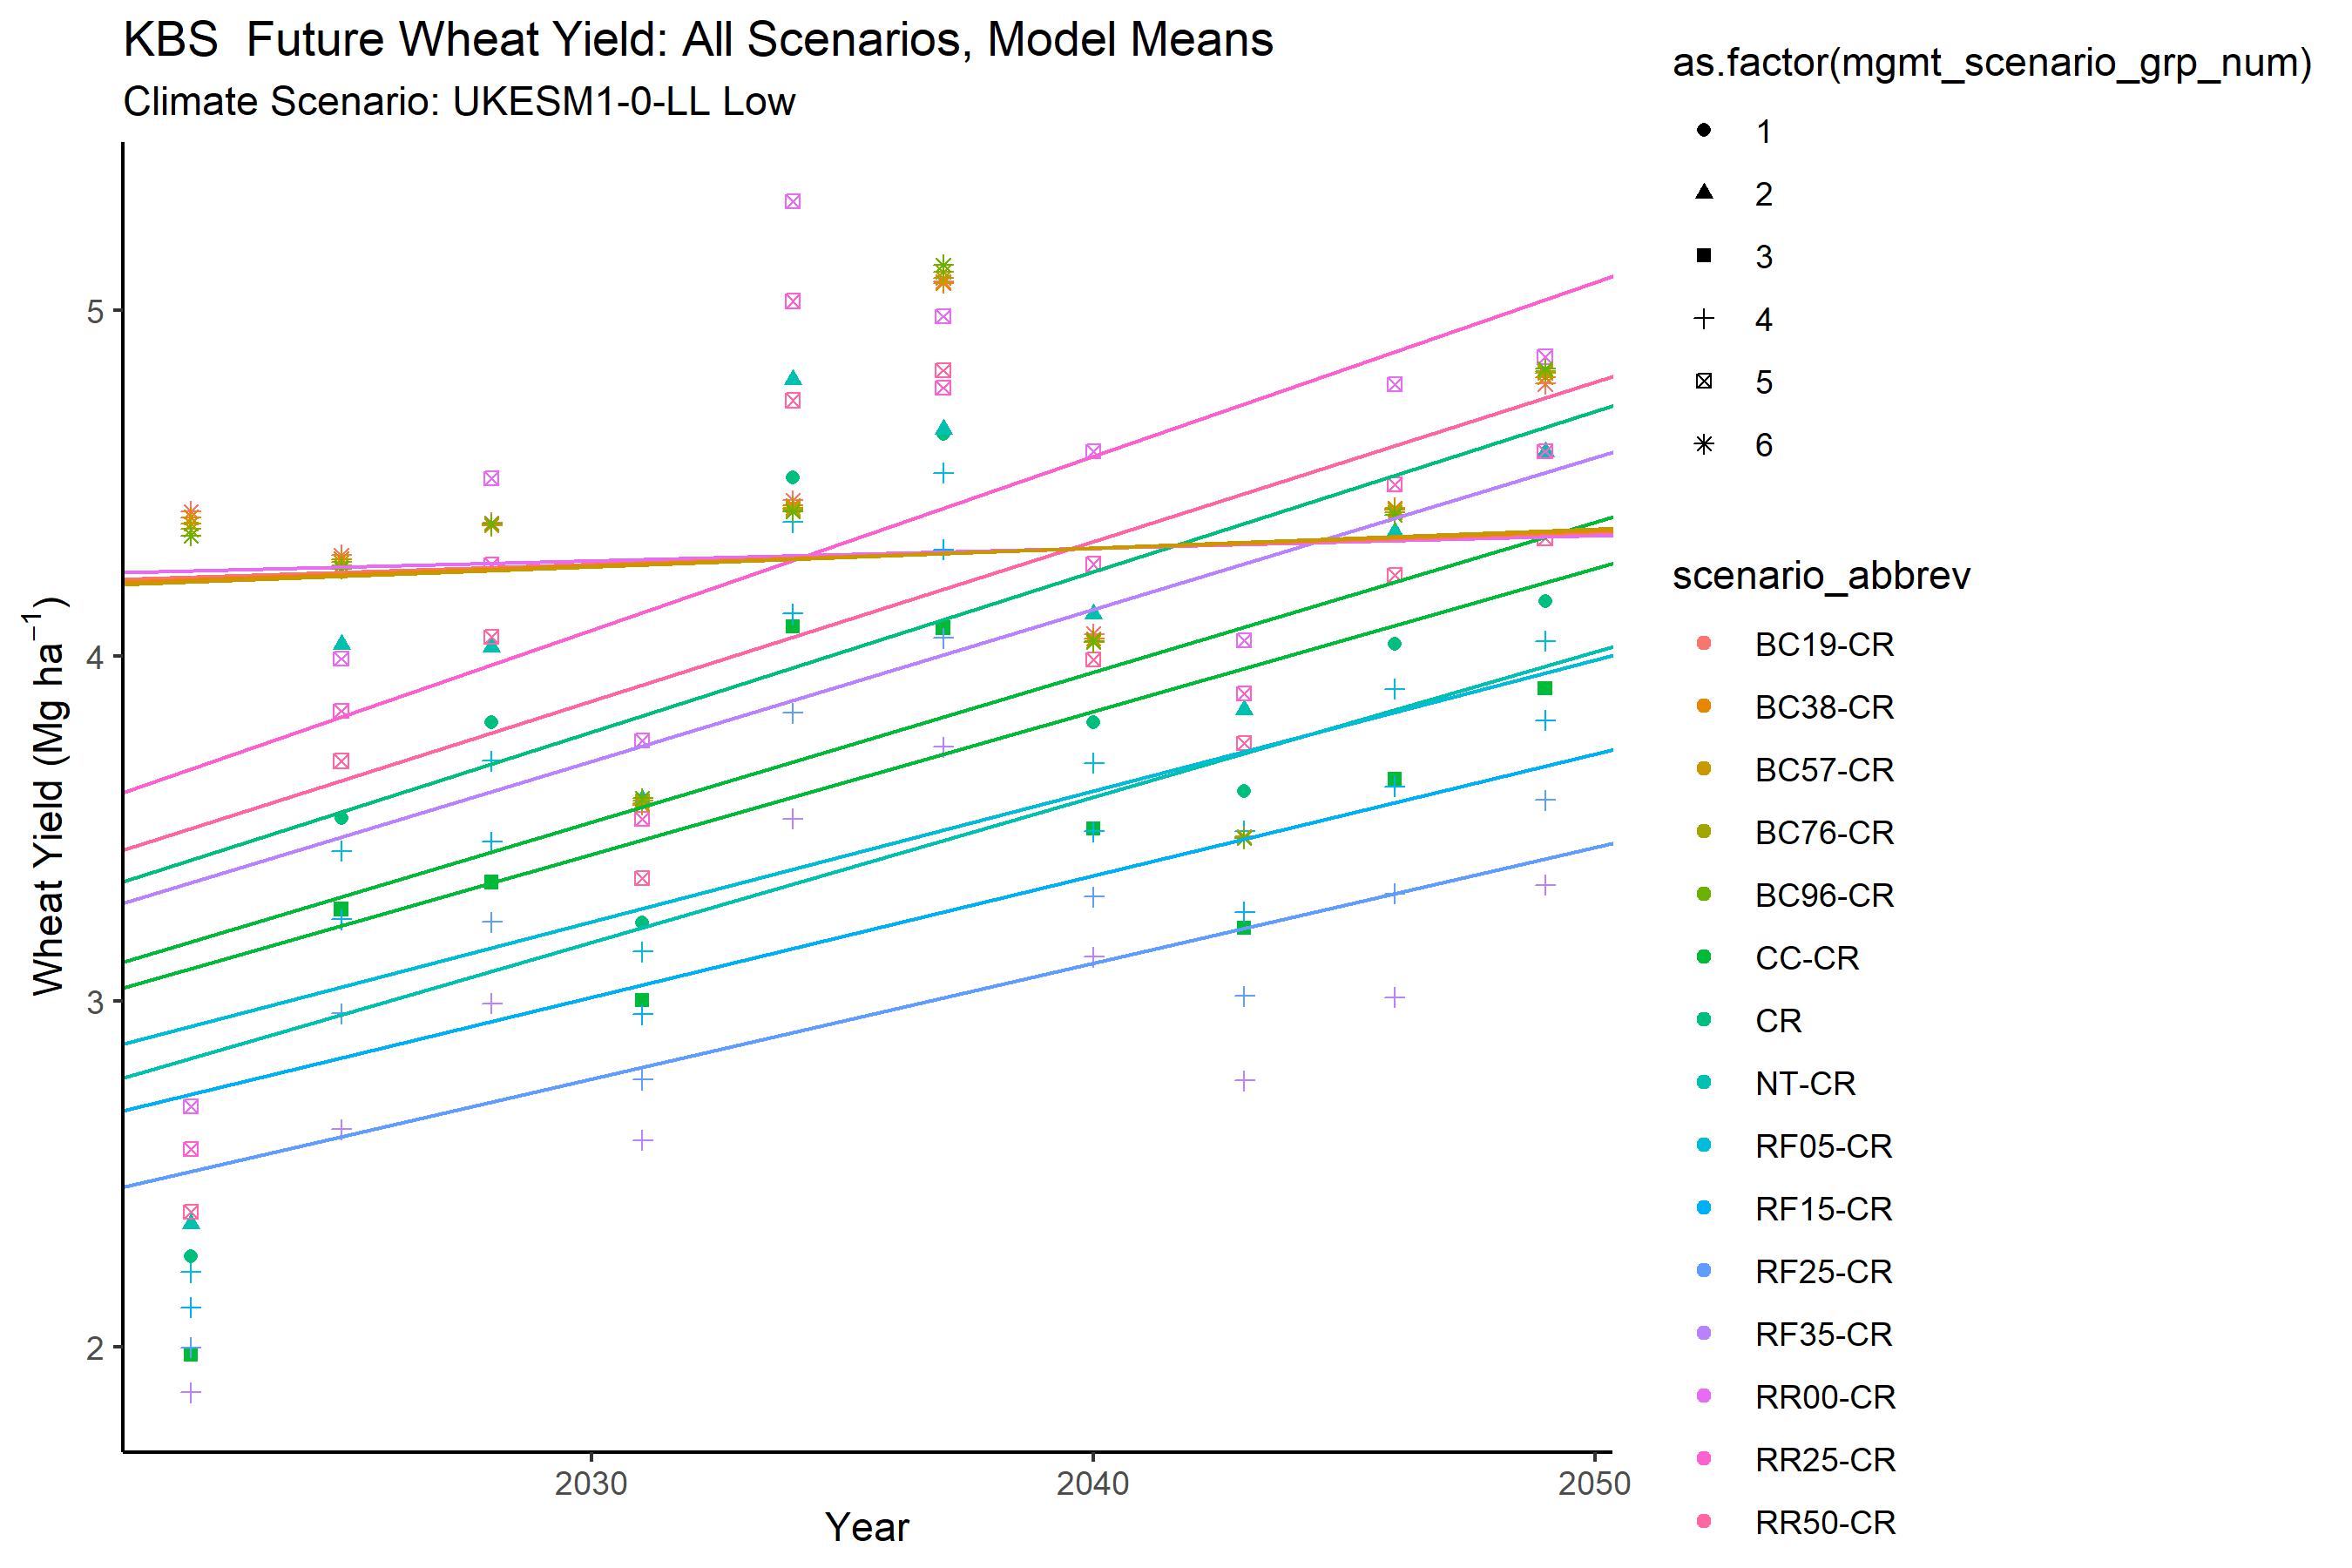 KBS  Future Wheat Yield: All Scenarios, Model Means
Climate Scenario: UKESM1-0-LL Low
Wheat Yield (Mg ha⁻¹)
5
4
3
2
2030
2040
2050
Year
as.factor(mgmt_scenario_grp_num)
1
2
3
4
5
6
scenario_abbrev
BC19-CR
BC38-CR
BC57-CR
BC76-CR
BC96-CR
CC-CR
CR
NT-CR
RF05-CR
RF15-CR
RF25-CR
RF35-CR
RR00-CR
RR25-CR
RR50-CR